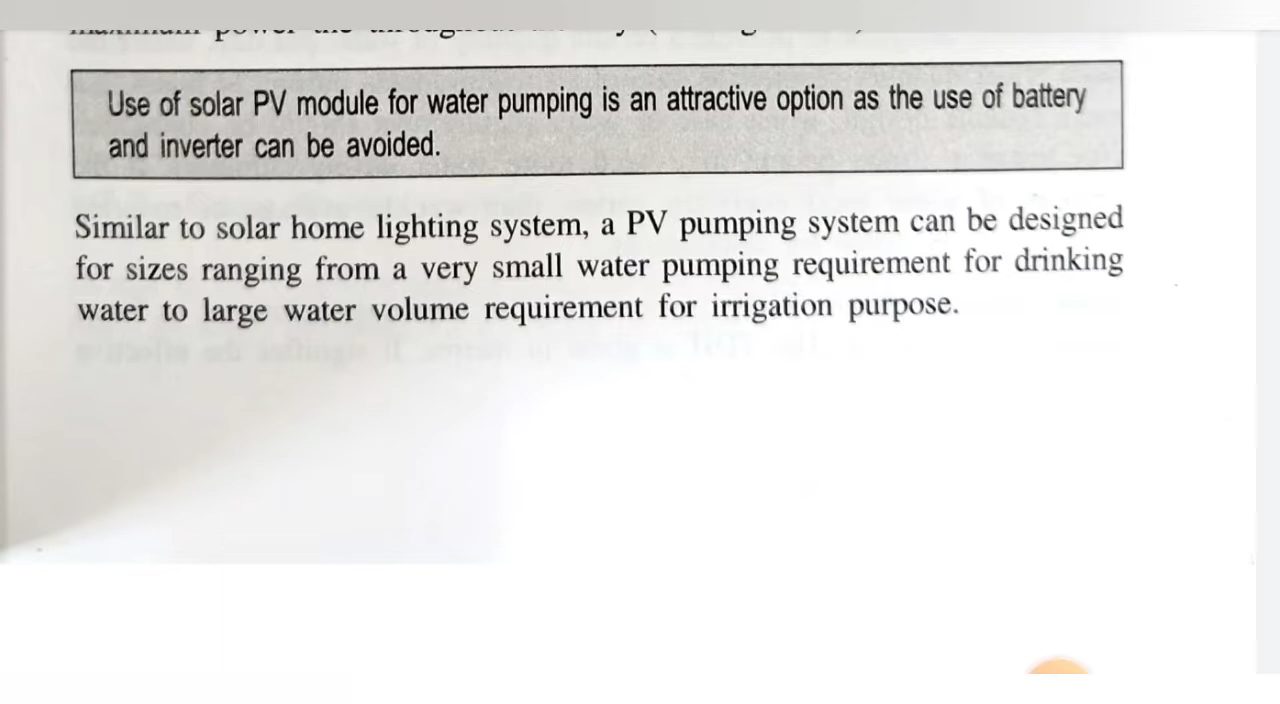 Use of solar PV module for water pumping is an attractive option as the use of battery
and inverter can be avoided.
Similar to solar home lighting system, a PV pumping system can be designed
for sizes ranging from a very small water pumping requirement for drinking
water to large water volume requirement for irrigation purpose.